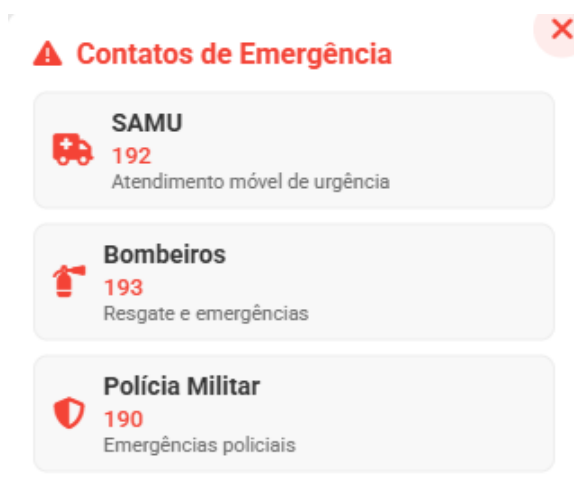 Contatos de Emergência
SAMU
192
Atendimento móvel de urgência
Bombeiros
193
Resgate e emergências
Polícia Militar
190
Emergências policiais